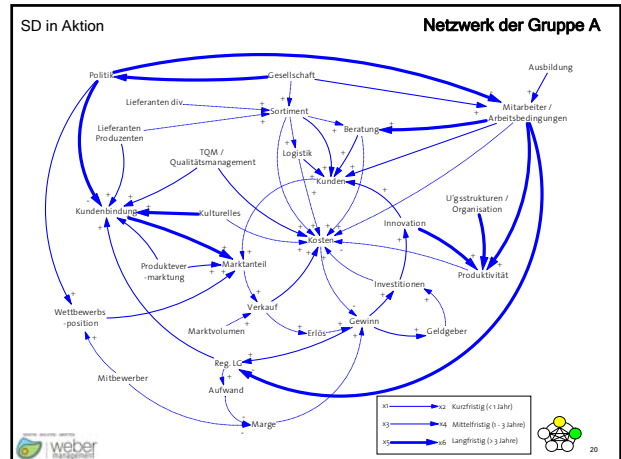 SD in Aktion
Netzwerk der Gruppe A
Politik
Gesellschaft
Ausbildung
Lieferanten div.
Sortiment
Mitarbeiter /
Arbeitsbedingungen
Lieferanten
Produzenten
Beratung
TQM /
Qualitätsmanagement
Logistik
Kunden
U'gsstrukturen /
Organisation
Kundenbindung
Kulturelles
Innovation
Kosten
Produktever-
marktung
Marktanteil
Produktivität
Investitionen
Wettbewerbs
-position
Verkauf
Marktvolumen
Erlös
Gewinn
Geldgeber
Reg. LG
Mitbewerber
Aufwand
Marge
x1 x2 Kurzfristig (<1 Jahr)
x3 x4 Mittelfristig (1 - 3 Jahre)
x5 x6 Langfristig (> 3 Jahre)
weber
management
20